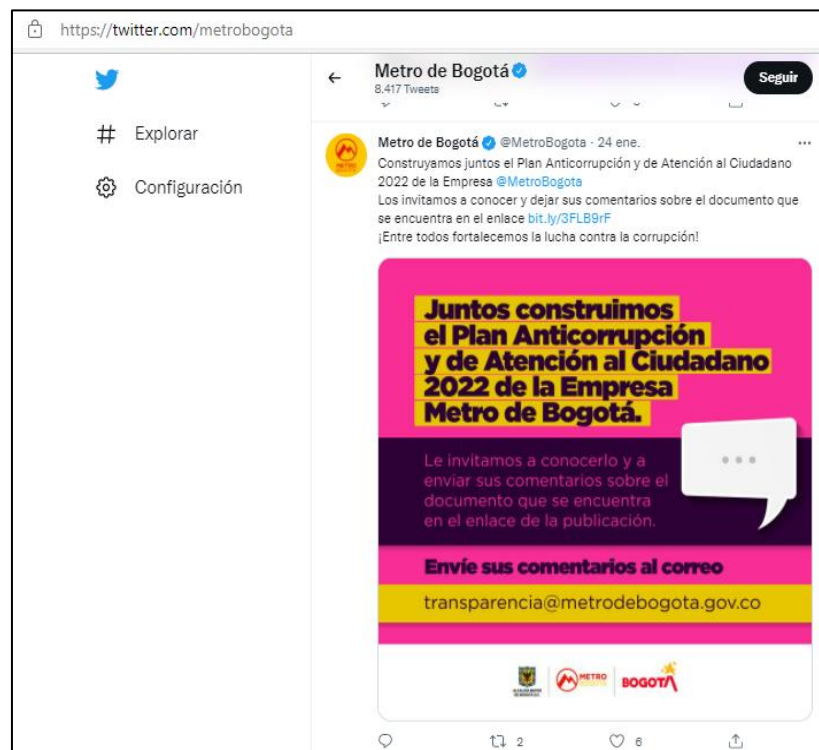 https://twitter.com/metrobogota
Metro de Bogotá
8.417 Tweets
Seguir
Explorar
Configuración
Metro de Bogotá @MetroBogota · 24 ene.
Construyamos juntos el Plan Anticorrupción y de Atención al Ciudadano
2022 de la Empresa @MetroBogota
Los invitamos a conocer y dejar sus comentarios sobre el documento que
se encuentra en el enlace bit.ly/3FLB9rF
¡Entre todos fortalecemos la lucha contra la corrupción!
Juntos construimos
el Plan Anticorrupción
y de Atención al Ciudadano
2022 de la Empresa
Metro de Bogotá.
Le invitamos a conocerlo y a
enviar sus comentarios sobre el
documento que se encuentra
en el enlace de la publicación.
Envíe sus comentarios al correo
transparencia@metrodebogota.gov.co
METRO
BOGOTÁ
2
6